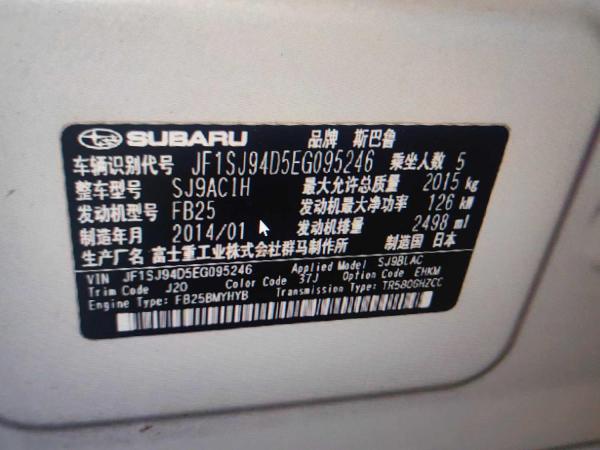 SUBARU 品牌 斯巴鲁
车辆识别代号 JF1SJ94D5EG095246 乘坐人数 5
整车型号 SJ9AC1H 最大允许总质量 2015 kg
发动机型号 FB25 发动机最大净功率 126 kW
制造年月 2014/01 发动机排量 2498 ml
生产厂名 富士重工业株式会社群马制作所 制造国 日本
VIN JF1SJ94D5EG095246 Applied Model SJ9BLAC
Trim Code J20 Color Code 37J Option Code EHKM
Engine Type: FB25BMYHYB Transmission Type: TR580GHZCC